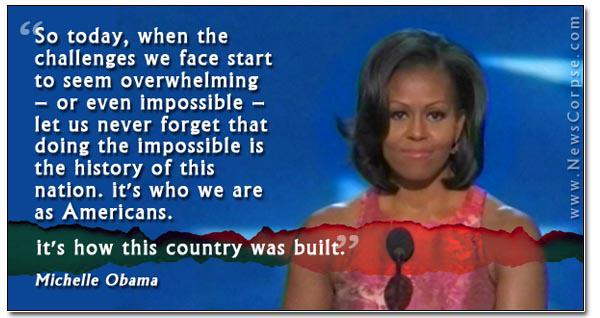 “So today, when the
challenges we face start
to seem overwhelming
– or even impossible –
let us never forget that
doing the impossible is
the history of this
nation. it's who we are
as Americans.
it's how this country was built.”
Michelle Obama
www.NewsCorpse.com